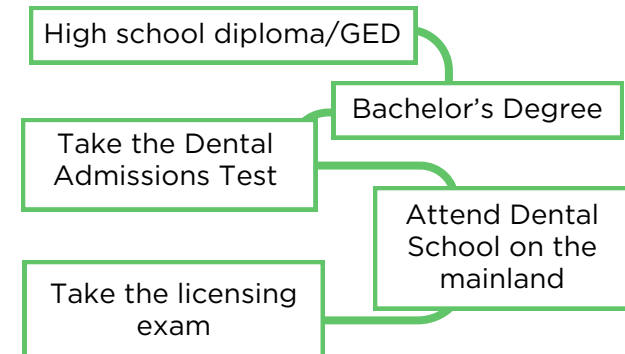 High school diploma/GED
Bachelor's Degree
Take the Dental
Admissions Test
Attend Dental
School on the
mainland
Take the licensing
exam